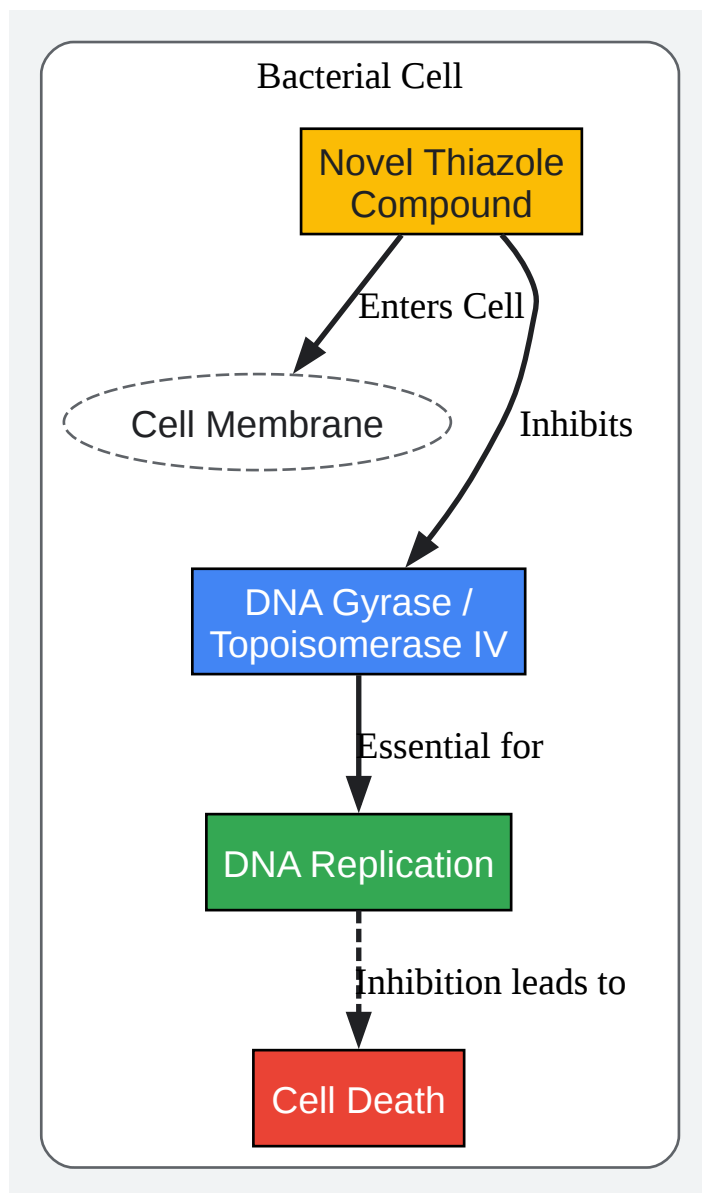 Bacterial Cell
Novel Thiazole
Compound
Enters Cell
Cell Membrane
Inhibits
DNA Gyrase /
Topoisomerase IV
Essential for
DNA Replication
Inhibition leads to
Cell Death